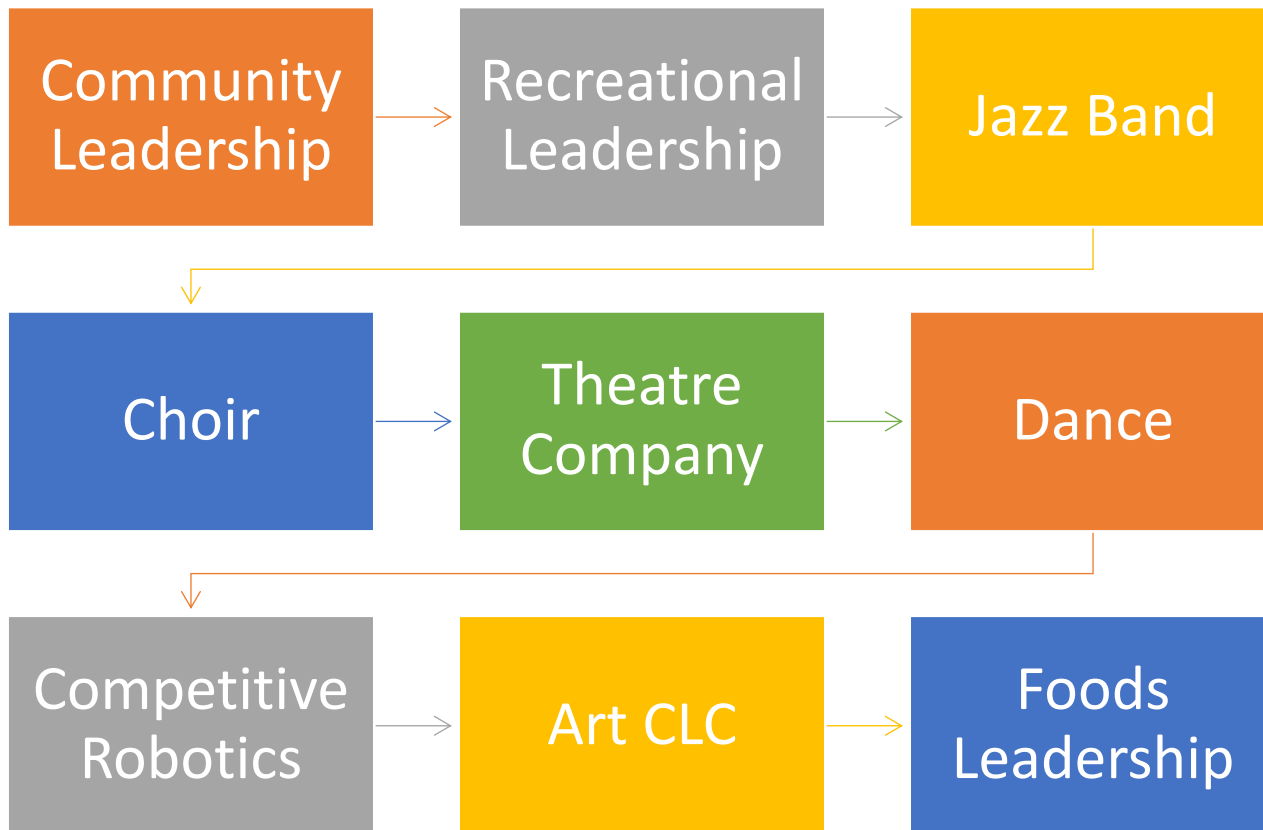 Community
Leadership
Recreational
Leadership
Jazz Band
Choir
Theatre
Company
Dance
Competitive
Robotics
Art CLC
Foods
Leadership